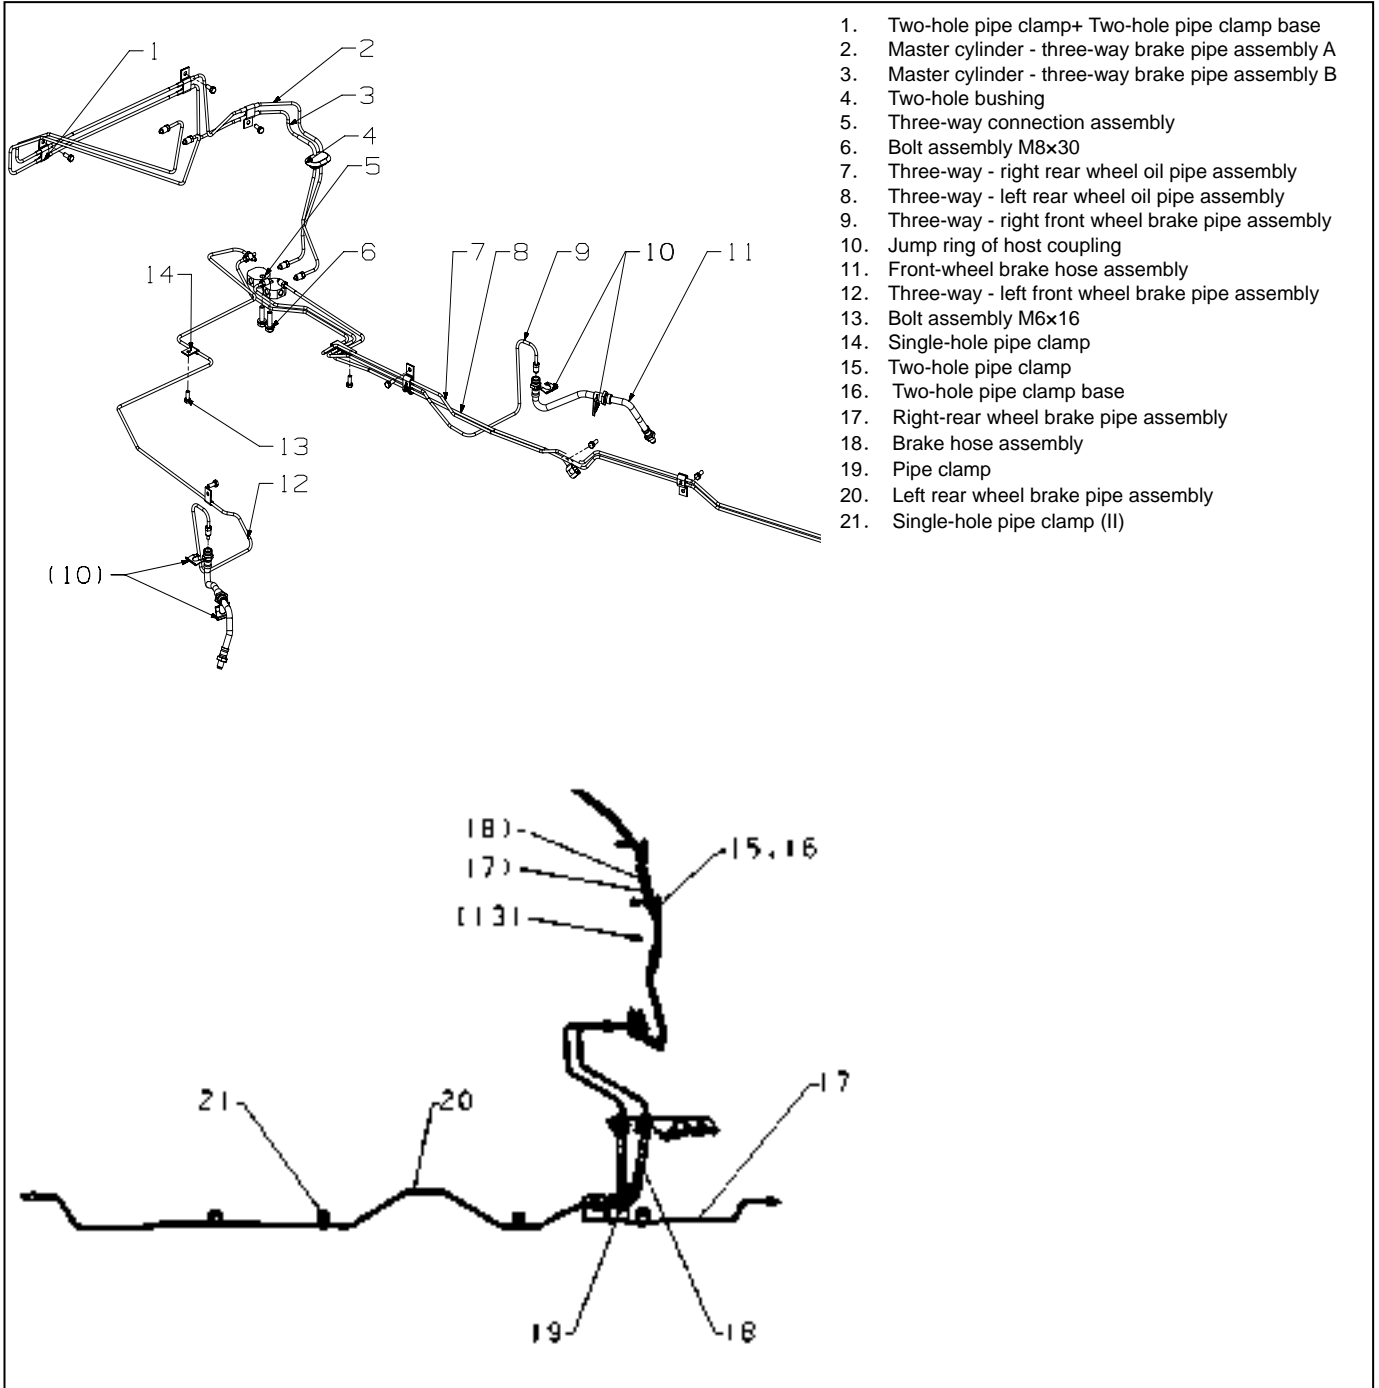 1. Two-hole pipe clamp+ Two-hole pipe clamp base
2. Master cylinder - three-way brake pipe assembly A
3. Master cylinder - three-way brake pipe assembly B
4. Two-hole bushing
5. Three-way connection assembly
6. Bolt assembly M8×30
7. Three-way - right rear wheel oil pipe assembly
8. Three-way - left rear wheel oil pipe assembly
9. Three-way - right front wheel brake pipe assembly
10. Jump ring of host coupling
11. Front-wheel brake hose assembly
12. Three-way - left front wheel brake pipe assembly
13. Bolt assembly M6×16
14. Single-hole pipe clamp
15. Two-hole pipe clamp
16. Two-hole pipe clamp base
17. Right-rear wheel brake pipe assembly
18. Brake hose assembly
19. Pipe clamp
20. Left rear wheel brake pipe assembly
21. Single-hole pipe clamp (II)
1
2
3
4
5
6
7
8
9
10
11
14
13
12
(10)
18)
17)
(13)
15,16
17
21
20
19
18